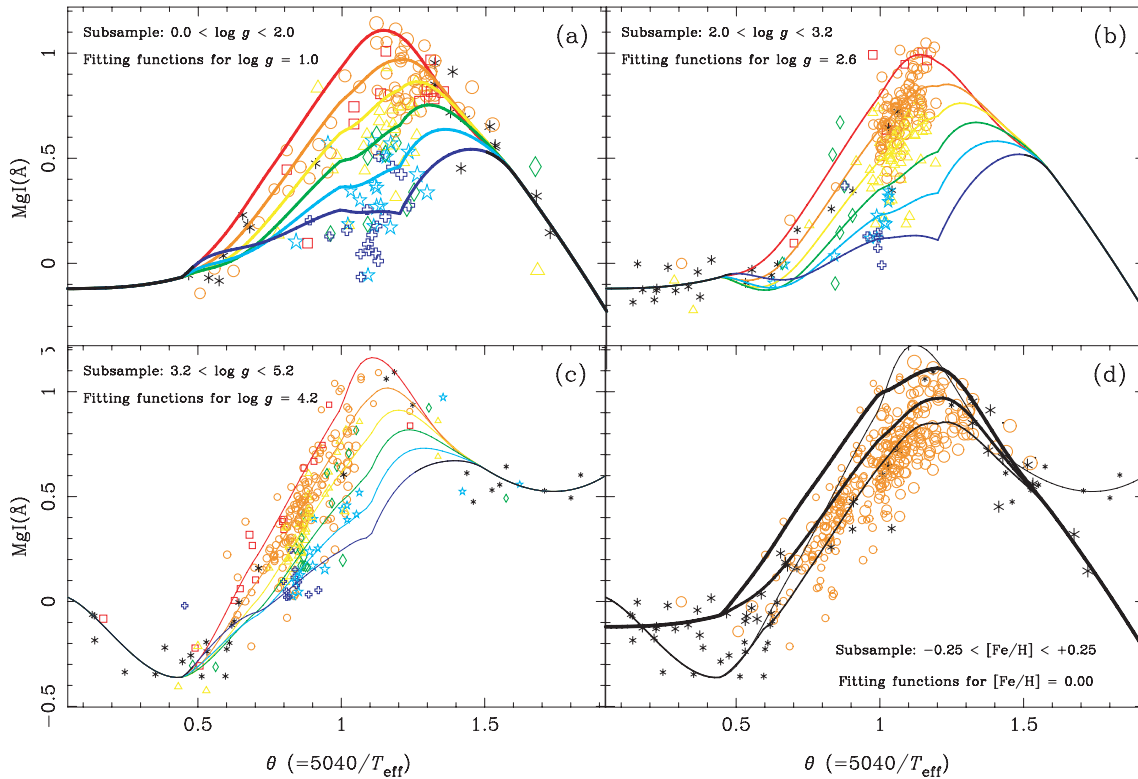 1
0.5
0
MgI(Å)
Subsample: 0.0 < log g < 2.0
Fitting functions for log g = 1.0
(a)
Subsample: 2.0 < log g < 3.2
Fitting functions for log g = 2.6
(b)
1
0.5
0
−0.5
MgI(Å)
Subsample: 3.2 < log g < 5.2
Fitting functions for log g = 4.2
(c)
(d)
Subsample: −0.25 < [Fe/H] < +0.25
Fitting functions for [Fe/H] = 0.00
0.5 1 1.5 0.5 1 1.5
θ (=5040/T_eff) θ (=5040/T_eff)